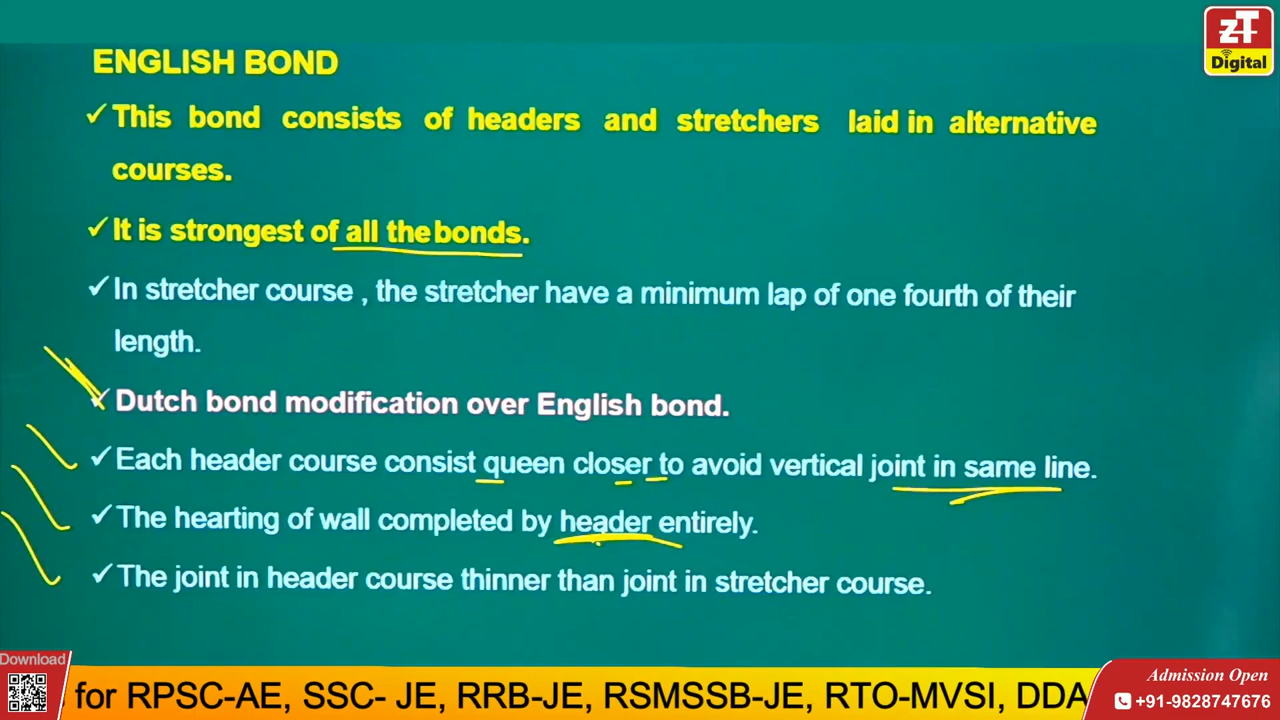 zT
Digital
ENGLISH BOND
✓ This bond consists of headers and stretchers laid in alternative
courses.
✓ It is strongest of all the bonds.
✓ In stretcher course , the stretcher have a minimum lap of one fourth of their
length.
✓ Dutch bond modification over English bond.
✓ Each header course consist queen closer to avoid vertical joint in same line.
✓ The hearting of wall completed by header entirely.
✓ The joint in header course thinner than joint in stretcher course.
Download
for RPSC-AE, SSC- JE, RRB-JE, RSMSSB-JE, RTO-MVSI, DDA
Admission Open
+91-9828747676